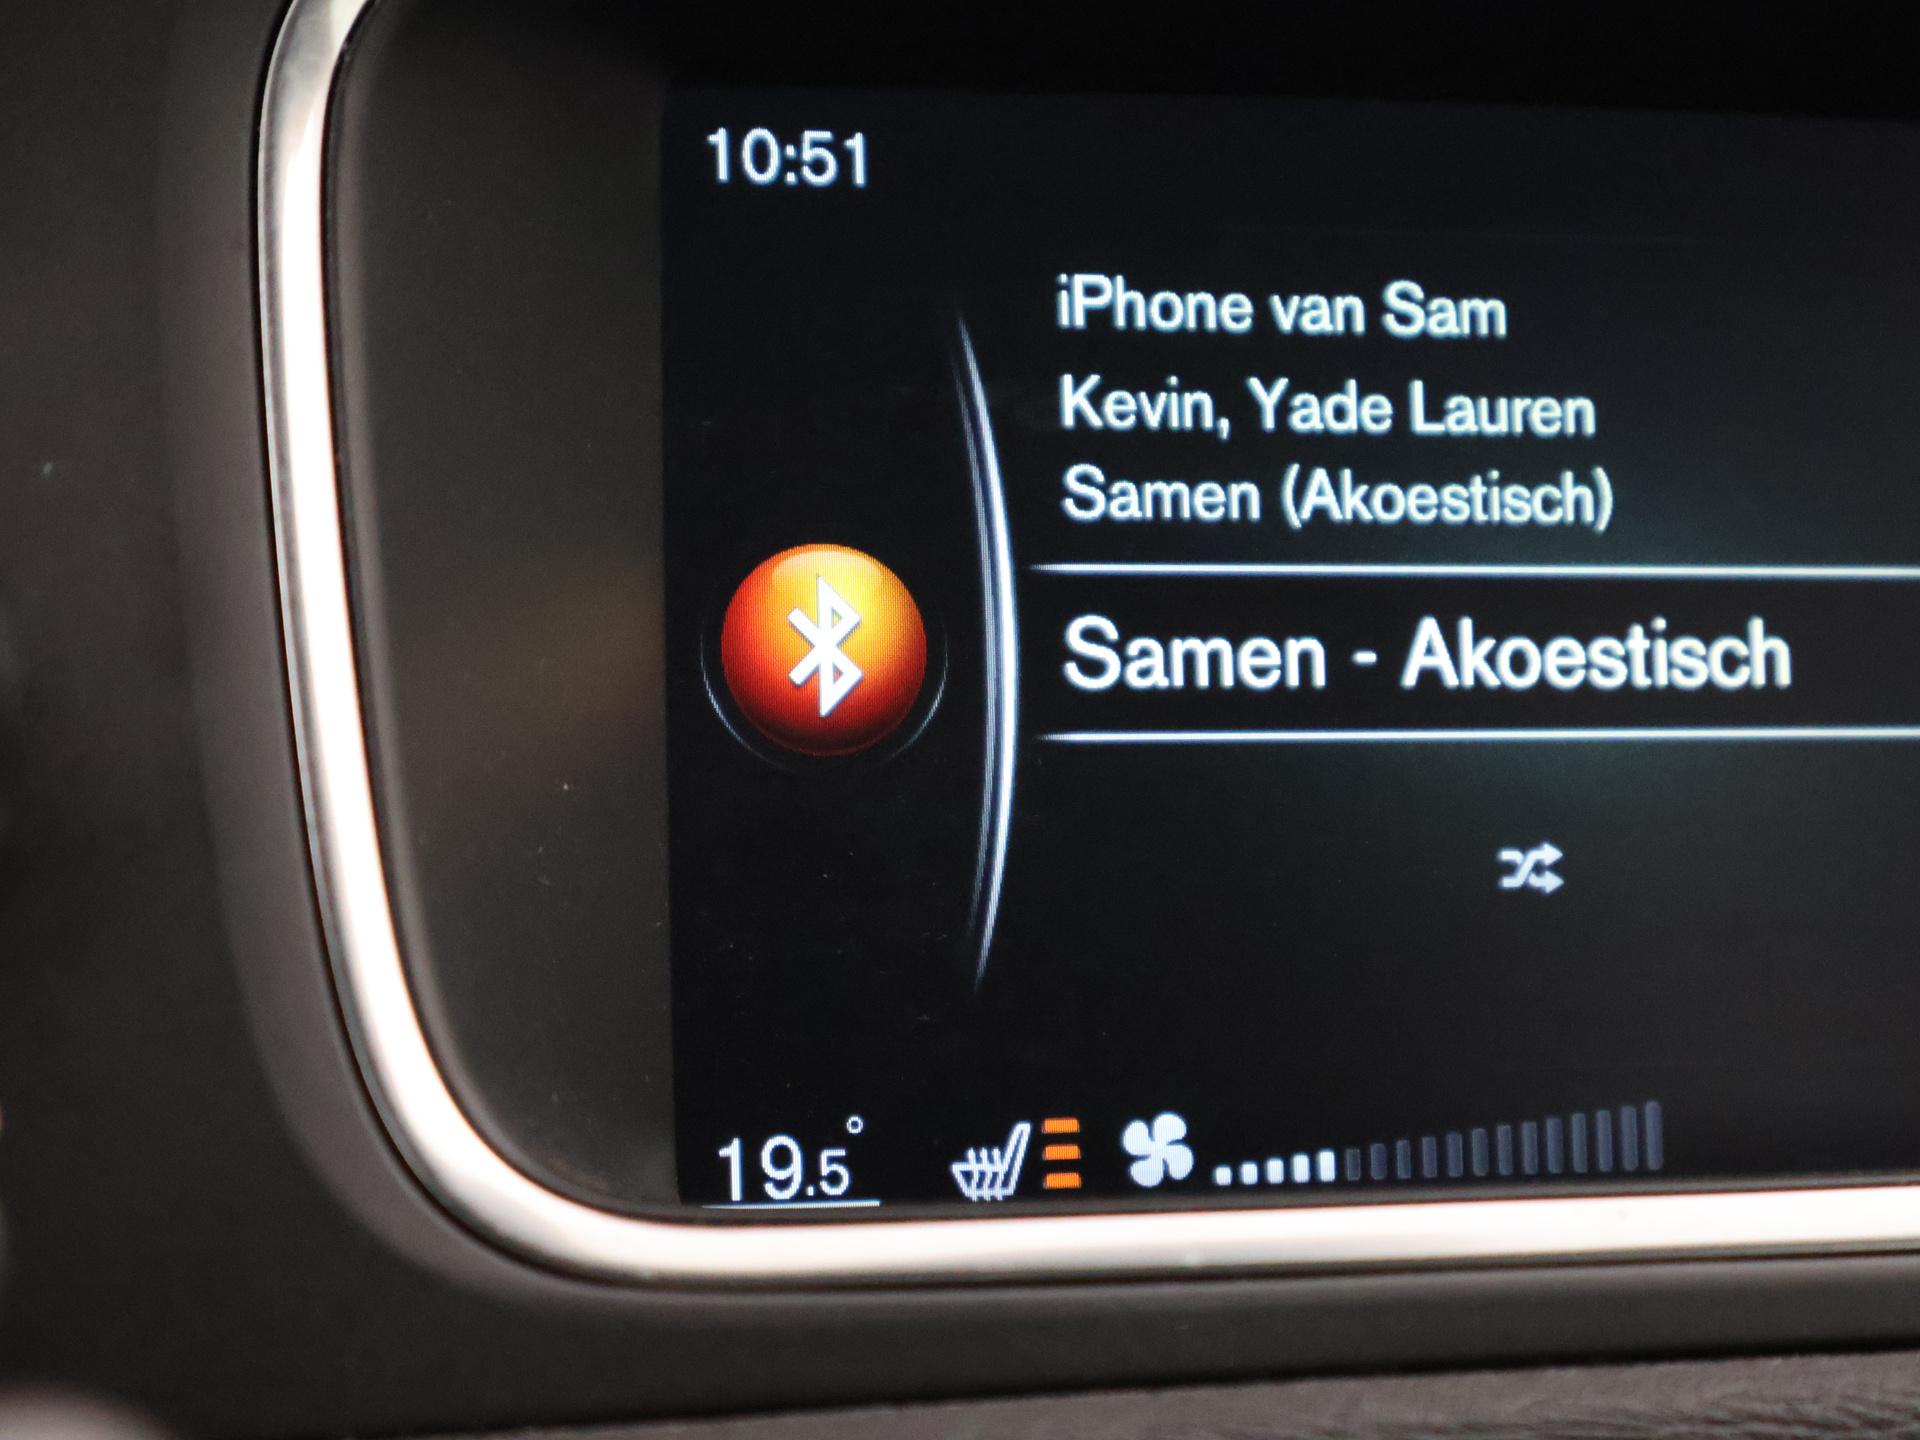 10:51
iPhone van Sam
Kevin, Yade Lauren
Samen (Akoestisch)
Samen - Akoestisch
19.5°